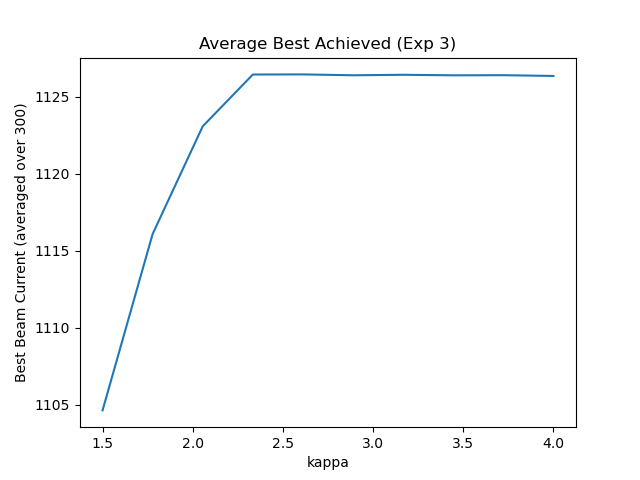 Average Best Achieved (Exp 3)
Best Beam Current (averaged over 300)
1125
1120
1115
1110
1105
1.5 2.0 2.5 3.0 3.5 4.0
kappa